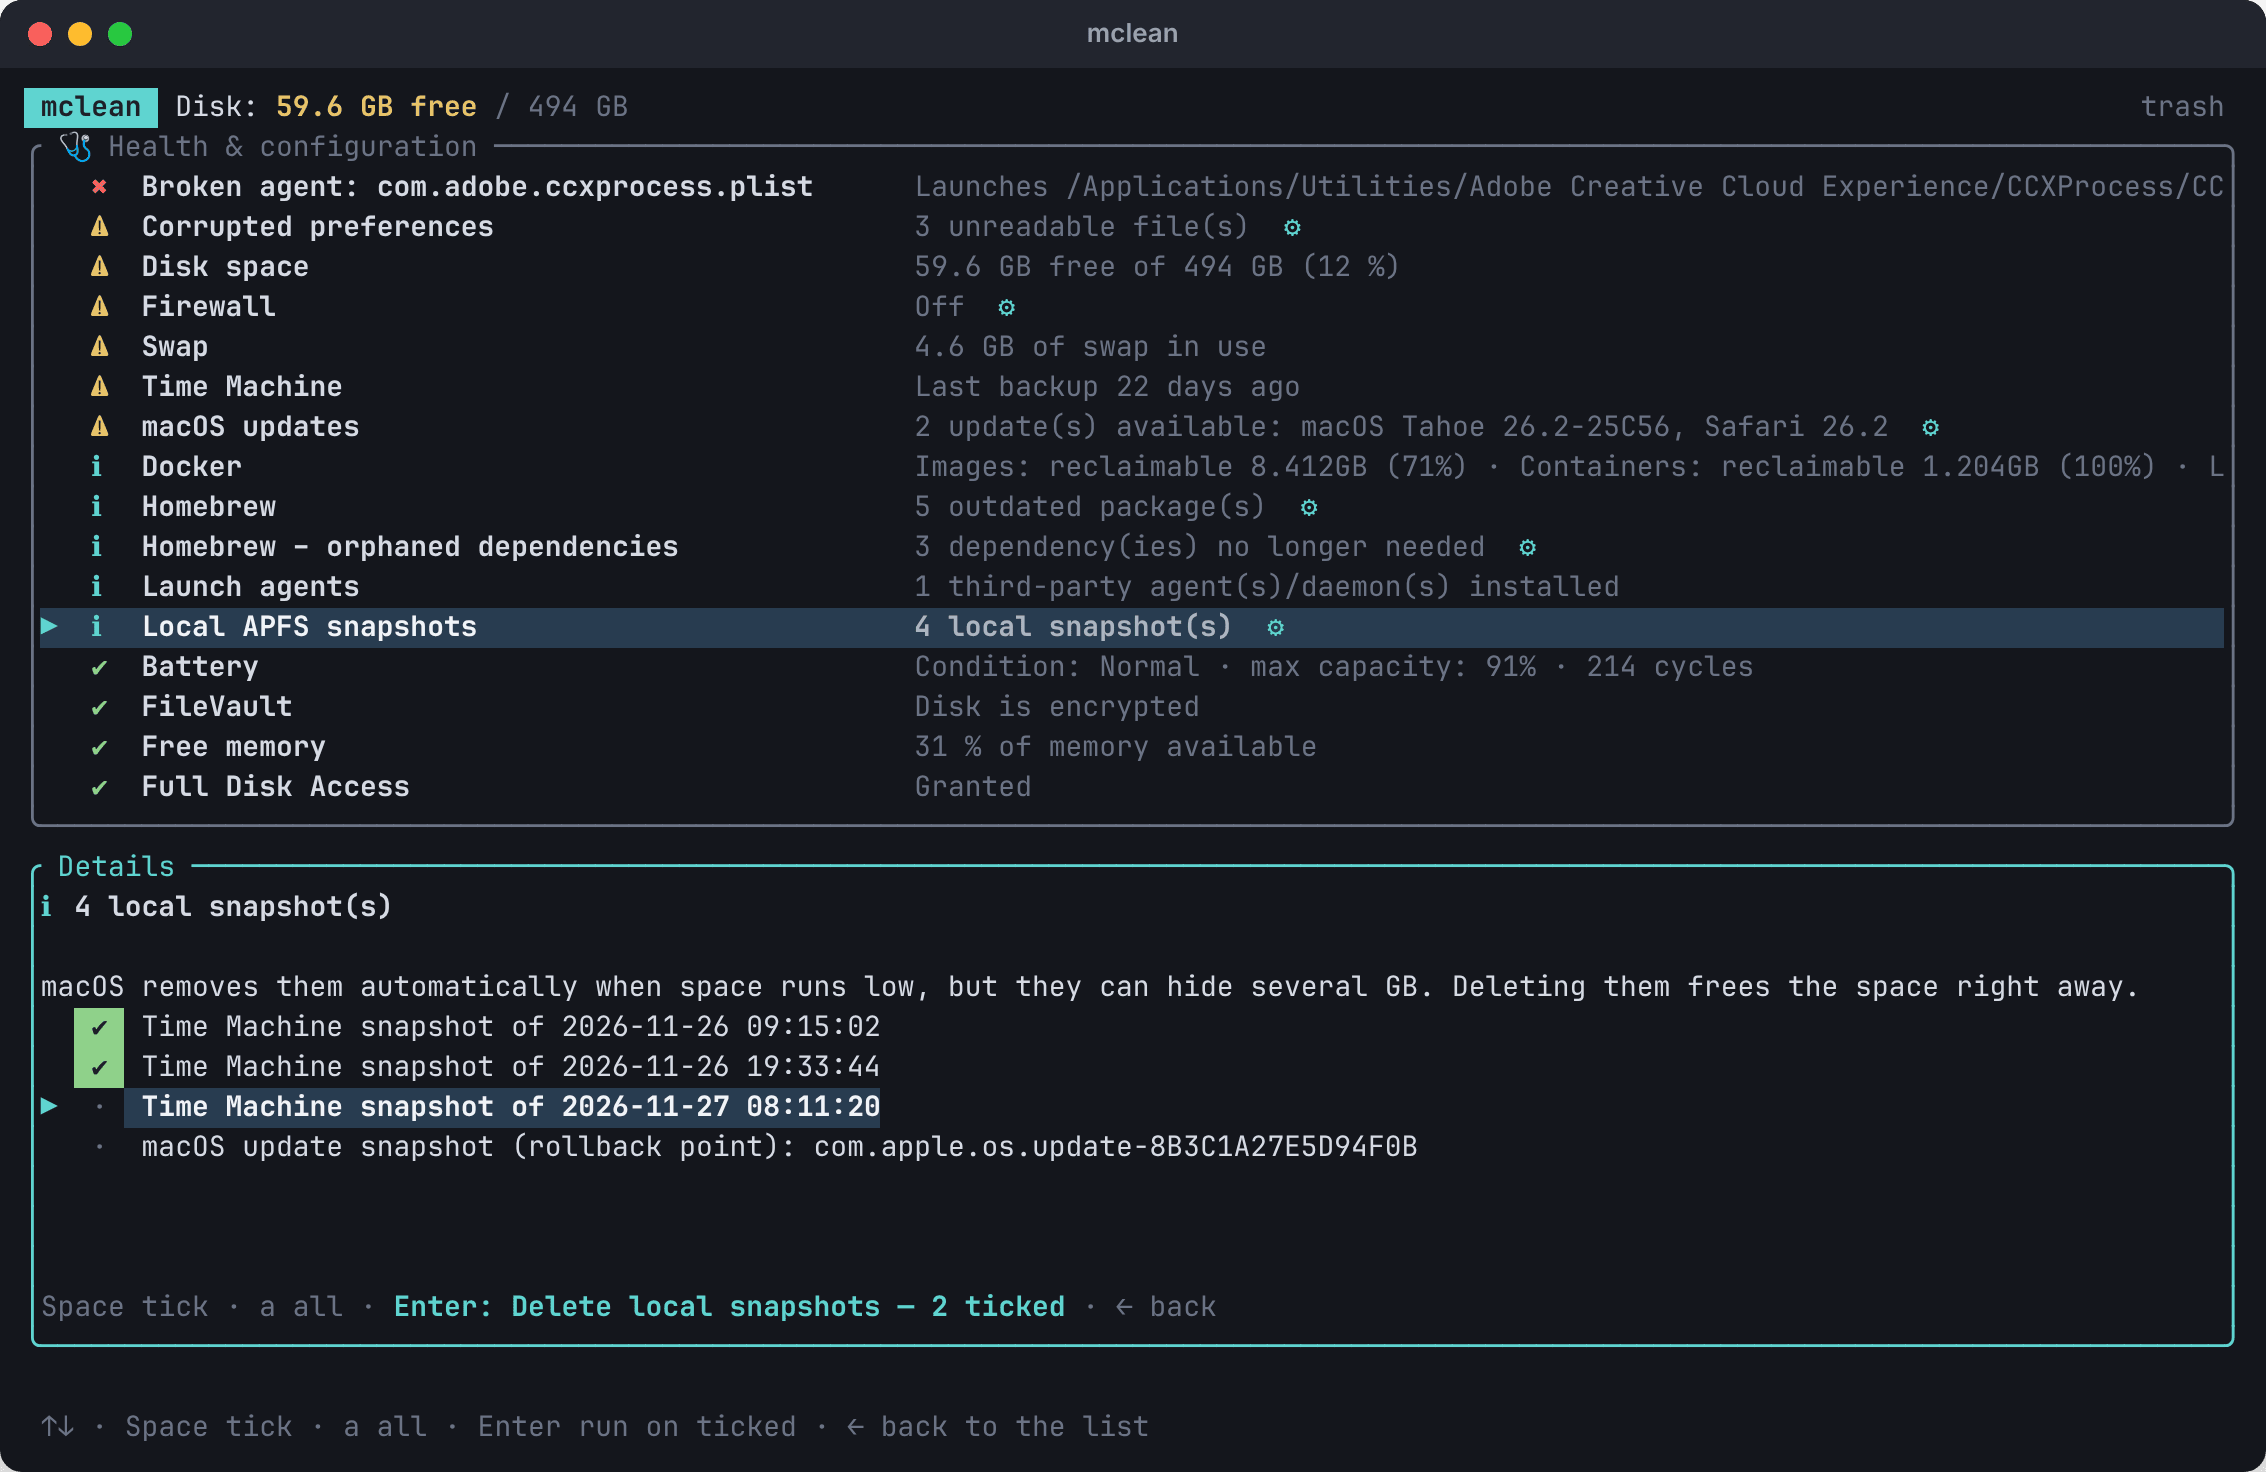 mclean
mclean Disk: 59.6 GB free / 494 GB trash
Health & configuration
✖ Broken agent: com.adobe.ccxprocess.plist Launches /Applications/Utilities/Adobe Creative Cloud Experience/CCXProcess/CC
⚠ Corrupted preferences 3 unreadable file(s) ⚙
⚠ Disk space 59.6 GB free of 494 GB (12 %)
⚠ Firewall Off ⚙
⚠ Swap 4.6 GB of swap in use
⚠ Time Machine Last backup 22 days ago
⚠ macOS updates 2 update(s) available: macOS Tahoe 26.2-25C56, Safari 26.2 ⚙
ℹ Docker Images: reclaimable 8.412GB (71%) · Containers: reclaimable 1.204GB (100%) · L
ℹ Homebrew 5 outdated package(s) ⚙
ℹ Homebrew – orphaned dependencies 3 dependency(ies) no longer needed ⚙
ℹ Launch agents 1 third-party agent(s)/daemon(s) installed
▶ ℹ Local APFS snapshots 4 local snapshot(s) ⚙
✔ Battery Condition: Normal · max capacity: 91% · 214 cycles
✔ FileVault Disk is encrypted
✔ Free memory 31 % of memory available
✔ Full Disk Access Granted
Details
ℹ 4 local snapshot(s)
macOS removes them automatically when space runs low, but they can hide several GB. Deleting them frees the space right away.
✔ Time Machine snapshot of 2026-11-26 09:15:02
✔ Time Machine snapshot of 2026-11-26 19:33:44
▶ · Time Machine snapshot of 2026-11-27 08:11:20
· macOS update snapshot (rollback point): com.apple.os.update-8B3C1A27E5D94F0B
Space tick · a all · Enter: Delete local snapshots — 2 ticked · ← back
↑↓ · Space tick · a all · Enter run on ticked · ← back to the list